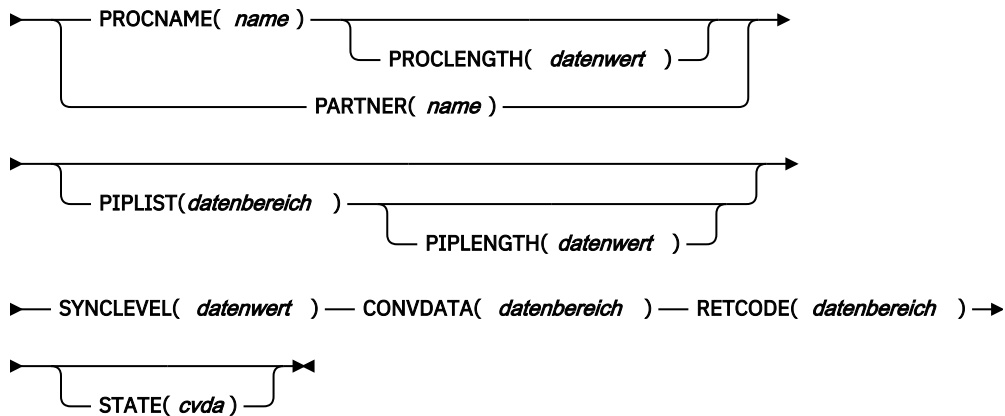 PROCNAME( name )
PROCLENGTH( datenwert )
PARTNER( name )
PIPLIST(datenbereich )
PIPLENGTH( datenwert )
SYNCLEVEL( datenwert ) CONVDATA( datenbereich ) RETCODE( datenbereich )
STATE( cvda )